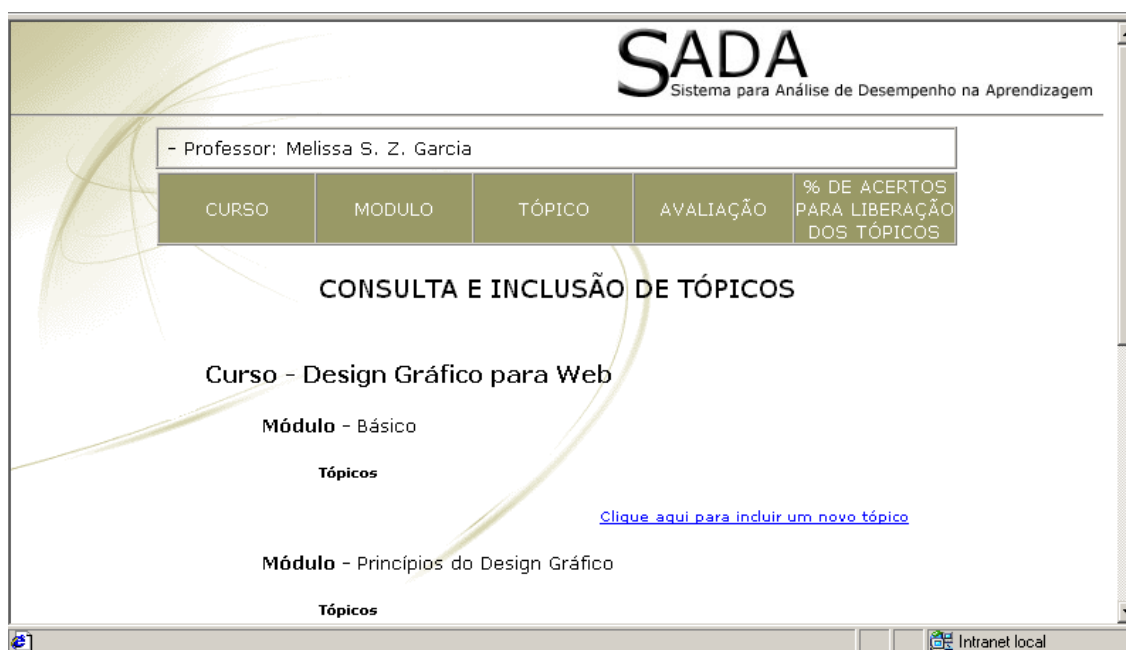 SADA
Sistema para Análise de Desempenho na Aprendizagem
- Professor: Melissa S. Z. Garcia
CURSO
MODULO
TÓPICO
AVALIAÇÃO
% DE ACERTOS
PARA LIBERAÇÃO
DOS TÓPICOS
CONSULTA E INCLUSÃO DE TÓPICOS
Curso - Design Gráfico para Web
Módulo - Básico
Tópicos
Clique aqui para incluir um novo tópico
Módulo - Princípios do Design Gráfico
Tópicos
Intranet local